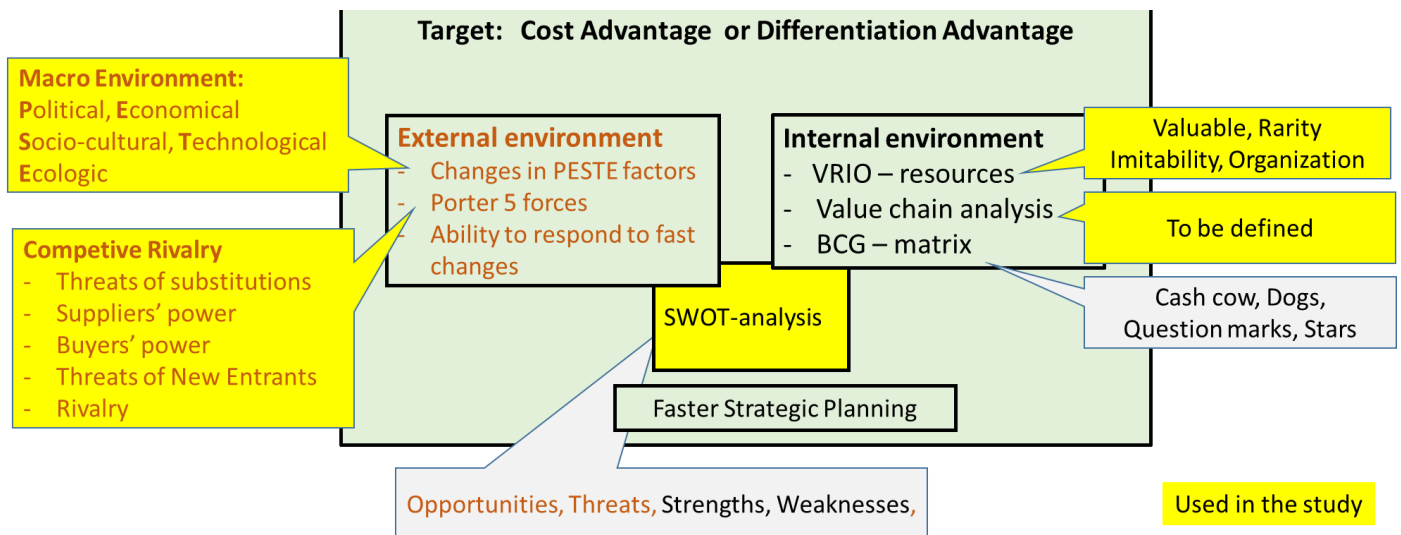 Target: Cost Advantage or Differentiation Advantage
Macro Environment:
Political, Economical
Socio-cultural, Technological
Ecologic
External environment
- Changes in PESTE factors
- Porter 5 forces
- Ability to respond to fast
changes
Internal environment
- VRIO – resources
- Value chain analysis
- BCG – matrix
Valuable, Rarity
Imitability, Organization
To be defined
Cash cow, Dogs,
Question marks, Stars
Competive Rivalry
- Threats of substitutions
- Suppliers’ power
- Buyers’ power
- Threats of New Entrants
- Rivalry
SWOT-analysis
Faster Strategic Planning
Opportunities, Threats, Strengths, Weaknesses,
Used in the study